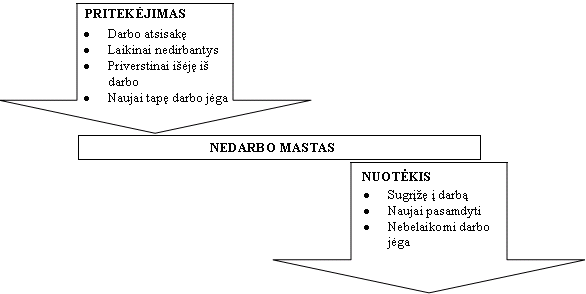 PRITEKĖJIMAS
● Darbo atsisakę
● Laikinai nedirbantys
● Priverstinai išėję iš
darbo
● Naujai tapę darbo jėga
NEDARBO MASTAS
NUOTĖKIS
● Sugrįžę į darbą
● Naujai pasamdyti
● Nebelaikomi darbo
jėga